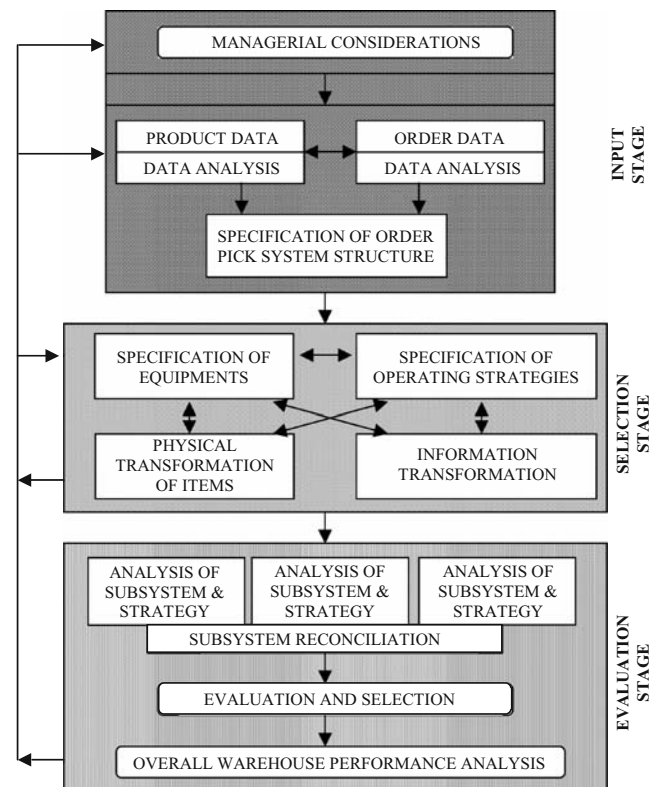 MANAGERIAL CONSIDERATIONS
PRODUCT DATA
DATA ANALYSIS
ORDER DATA
DATA ANALYSIS
SPECIFICATION OF ORDER
PICK SYSTEM STRUCTURE
INPUT
STAGE
SPECIFICATION OF
EQUIPMENTS
SPECIFICATION OF
OPERATING STRATEGIES
PHYSICAL
TRANSFORMATION
OF ITEMS
INFORMATION
TRANSFORMATION
SELECTION
STAGE
ANALYSIS OF
SUBSYSTEM &
STRATEGY
ANALYSIS OF
SUBSYSTEM &
STRATEGY
ANALYSIS OF
SUBSYSTEM &
STRATEGY
SUBSYSTEM RECONCILIATION
EVALUATION AND SELECTION
OVERALL WAREHOUSE PERFORMANCE ANALYSIS
EVALUATION
STAGE